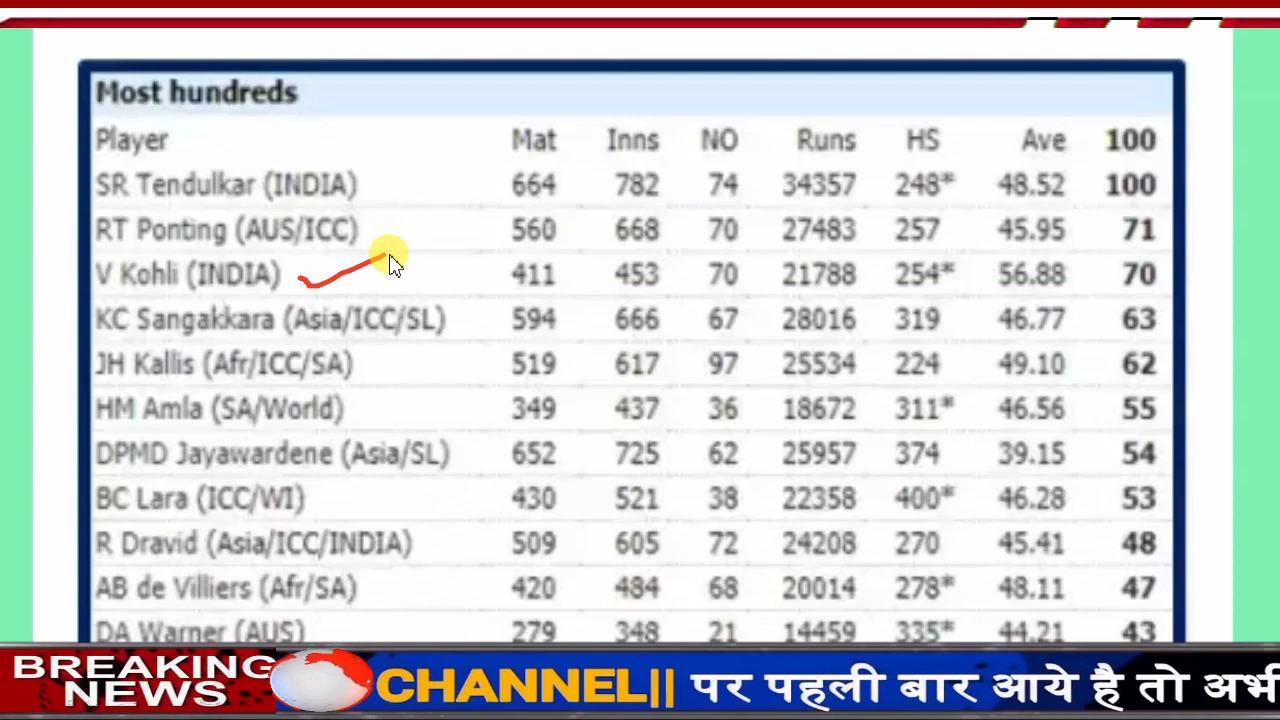 Most hundreds
Player Mat Inns NO Runs HS Ave 100
SR Tendulkar (INDIA) 664 782 74 34357 248* 48.52 100
RT Ponting (AUS/ICC) 560 668 70 27483 257 45.95 71
V Kohli (INDIA) 411 453 70 21788 254* 56.88 70
KC Sangakkara (Asia/ICC/SL) 594 666 67 28016 319 46.77 63
JH Kallis (Afr/ICC/SA) 519 617 97 25534 224 49.10 62
HM Amla (SA/World) 349 437 36 18672 311* 46.56 55
DPMD Jayawardene (Asia/SL) 652 725 62 25957 374 39.15 54
BC Lara (ICC/WI) 430 521 38 22358 400* 46.28 53
R Dravid (Asia/ICC/INDIA) 509 605 72 24208 270 45.41 48
AB de Villiers (Afr/SA) 420 484 68 20014 278* 48.11 47
DA Warner (AUS) 279 348 21 14459 335* 44.21 43
BREAKING NEWS
CHANNEL|| पर पहली बार आये है तो अभी